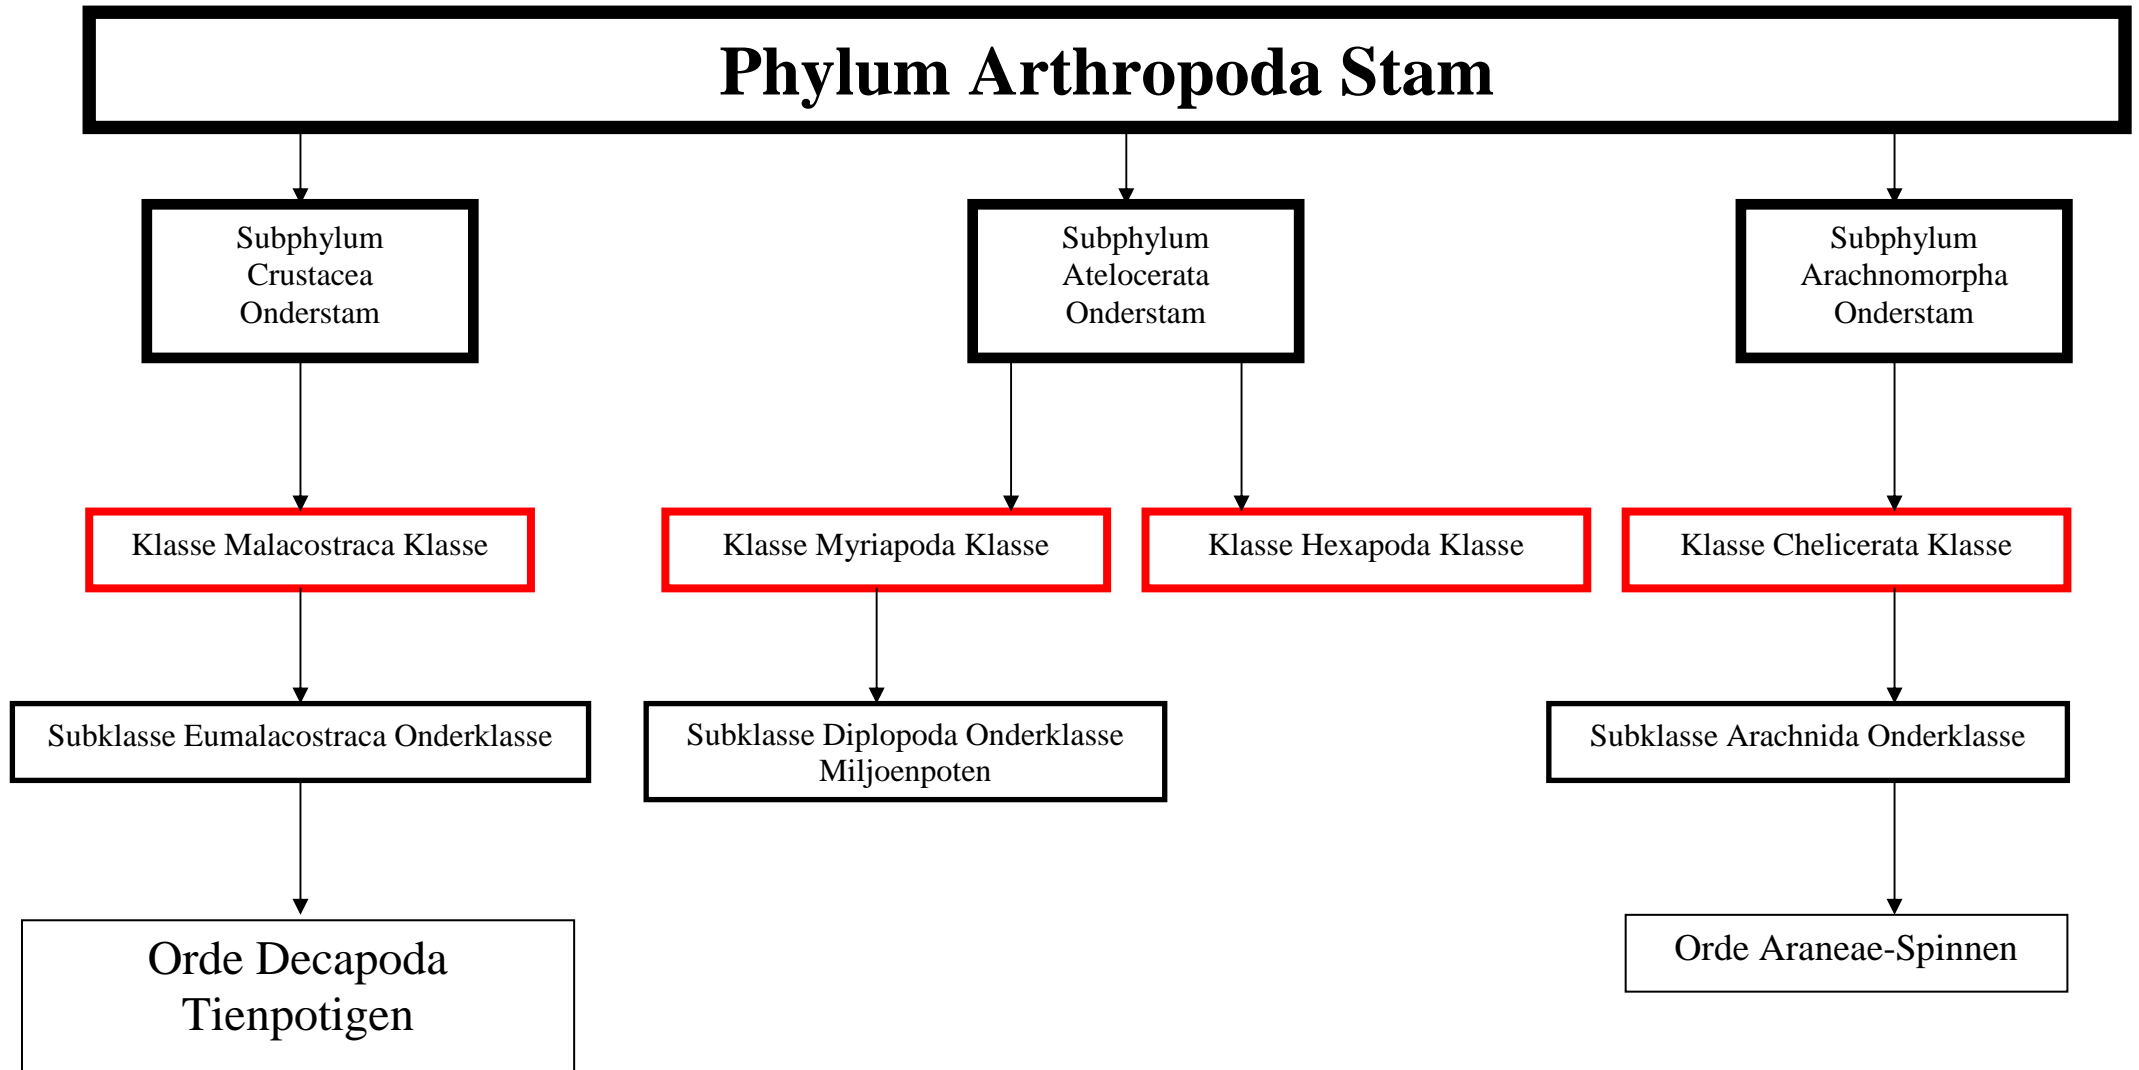 Phylum Arthropoda Stam
Subphylum
Crustacea
Onderstam
Subphylum
Atelocerata
Onderstam
Subphylum
Arachnomorpha
Onderstam
Klasse Malacostraca Klasse
Klasse Myriapoda Klasse
Klasse Hexapoda Klasse
Klasse Chelicerata Klasse
Subklasse Eumalacostraca Onderklasse
Subklasse Diplopoda Onderklasse
Miljoenpoten
Subklasse Arachnida Onderklasse
Orde Decapoda
Tienpotigen
Orde Araneae-Spinnen